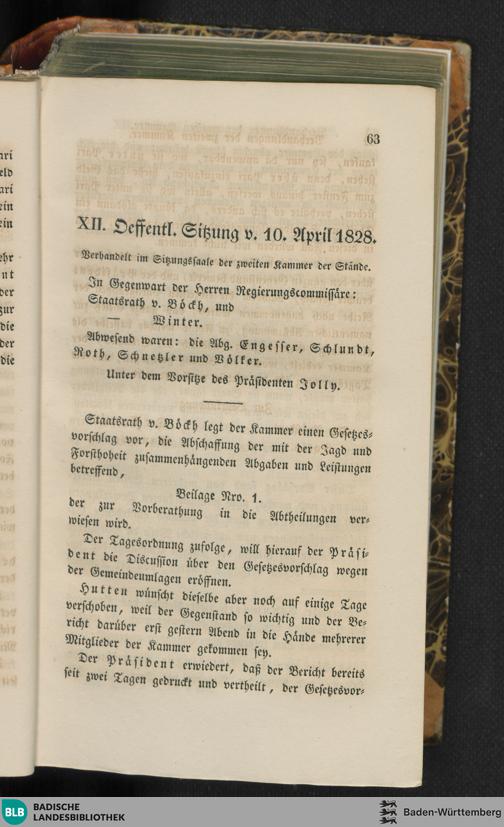 63
XII. Oeffentl. Sitzung v. 10. April 1828.
Verhandelt im Sitzungssaale der zweiten Kammer der Stände.
In Gegenwart der Herren Regierungscommissäre:
Staatsrath v. Böckh, und
— Winter.
Abwesend waren: die Abg. Engesser, Schlundt,
Roth, Schnetzler und Völker.
Unter dem Vorsitze des Präsidenten Jolly.
Staatsrath v. Böckh legt der Kammer einen Gesetzes-
vorschlag vor, die Abschaffung der mit der Jagd und
Forsthoheit zusammenhängenden Abgaben und Leistungen
betreffend,
Beilage Nro. 1.
der zur Vorberathung in die Abtheilungen ver-
wiesen wird.
Der Tagesordnung zufolge, will hierauf der Präsi-
dent die Discussion über den Gesetzesvorschlag wegen
der Gemeindeumlagen eröffnen.
Hutten wünscht dieselbe aber noch auf einige Tage
verschoben, weil der Gegenstand so wichtig und der Be-
richt darüber erst gestern Abend in die Hände mehrerer
Mitglieder der Kammer gekommen sey.
Der Präsident erwiedert, daß der Bericht bereits
seit zwei Tagen gedruckt und vertheilt, der Gesetzesvor-
BLB BADISCHE
LANDESBIBLIOTHEK
Baden-Württemberg